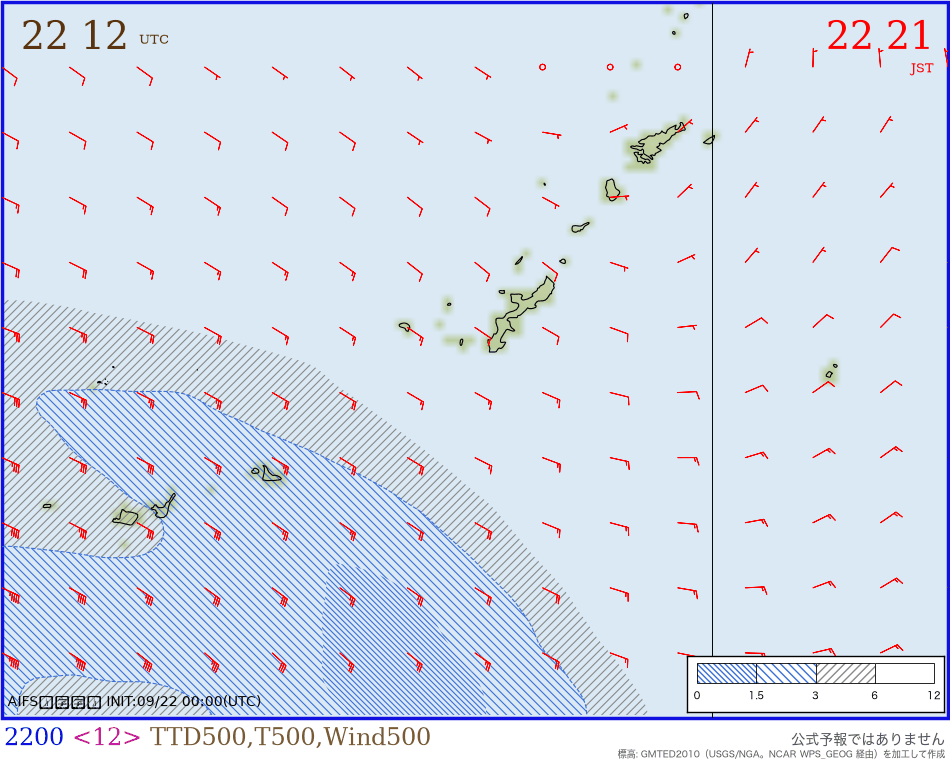 22 12 UTC
22 21
JST
AIFS INIT:09/22 00:00(UTC)
0 1.5 3 6 12
2200 <12> TTD500,T500,Wind500
公式予報ではありません
標高: GMTED2010（USGS/NGA。NCAR WPS_GEOG 経由）を加工して作成